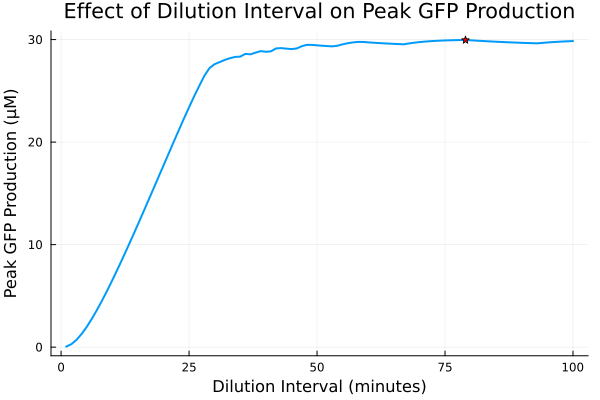 Effect of Dilution Interval on Peak GFP Production
Peak GFP Production (μM)
30
20
10
0
0 25 50 75 100
Dilution Interval (minutes)